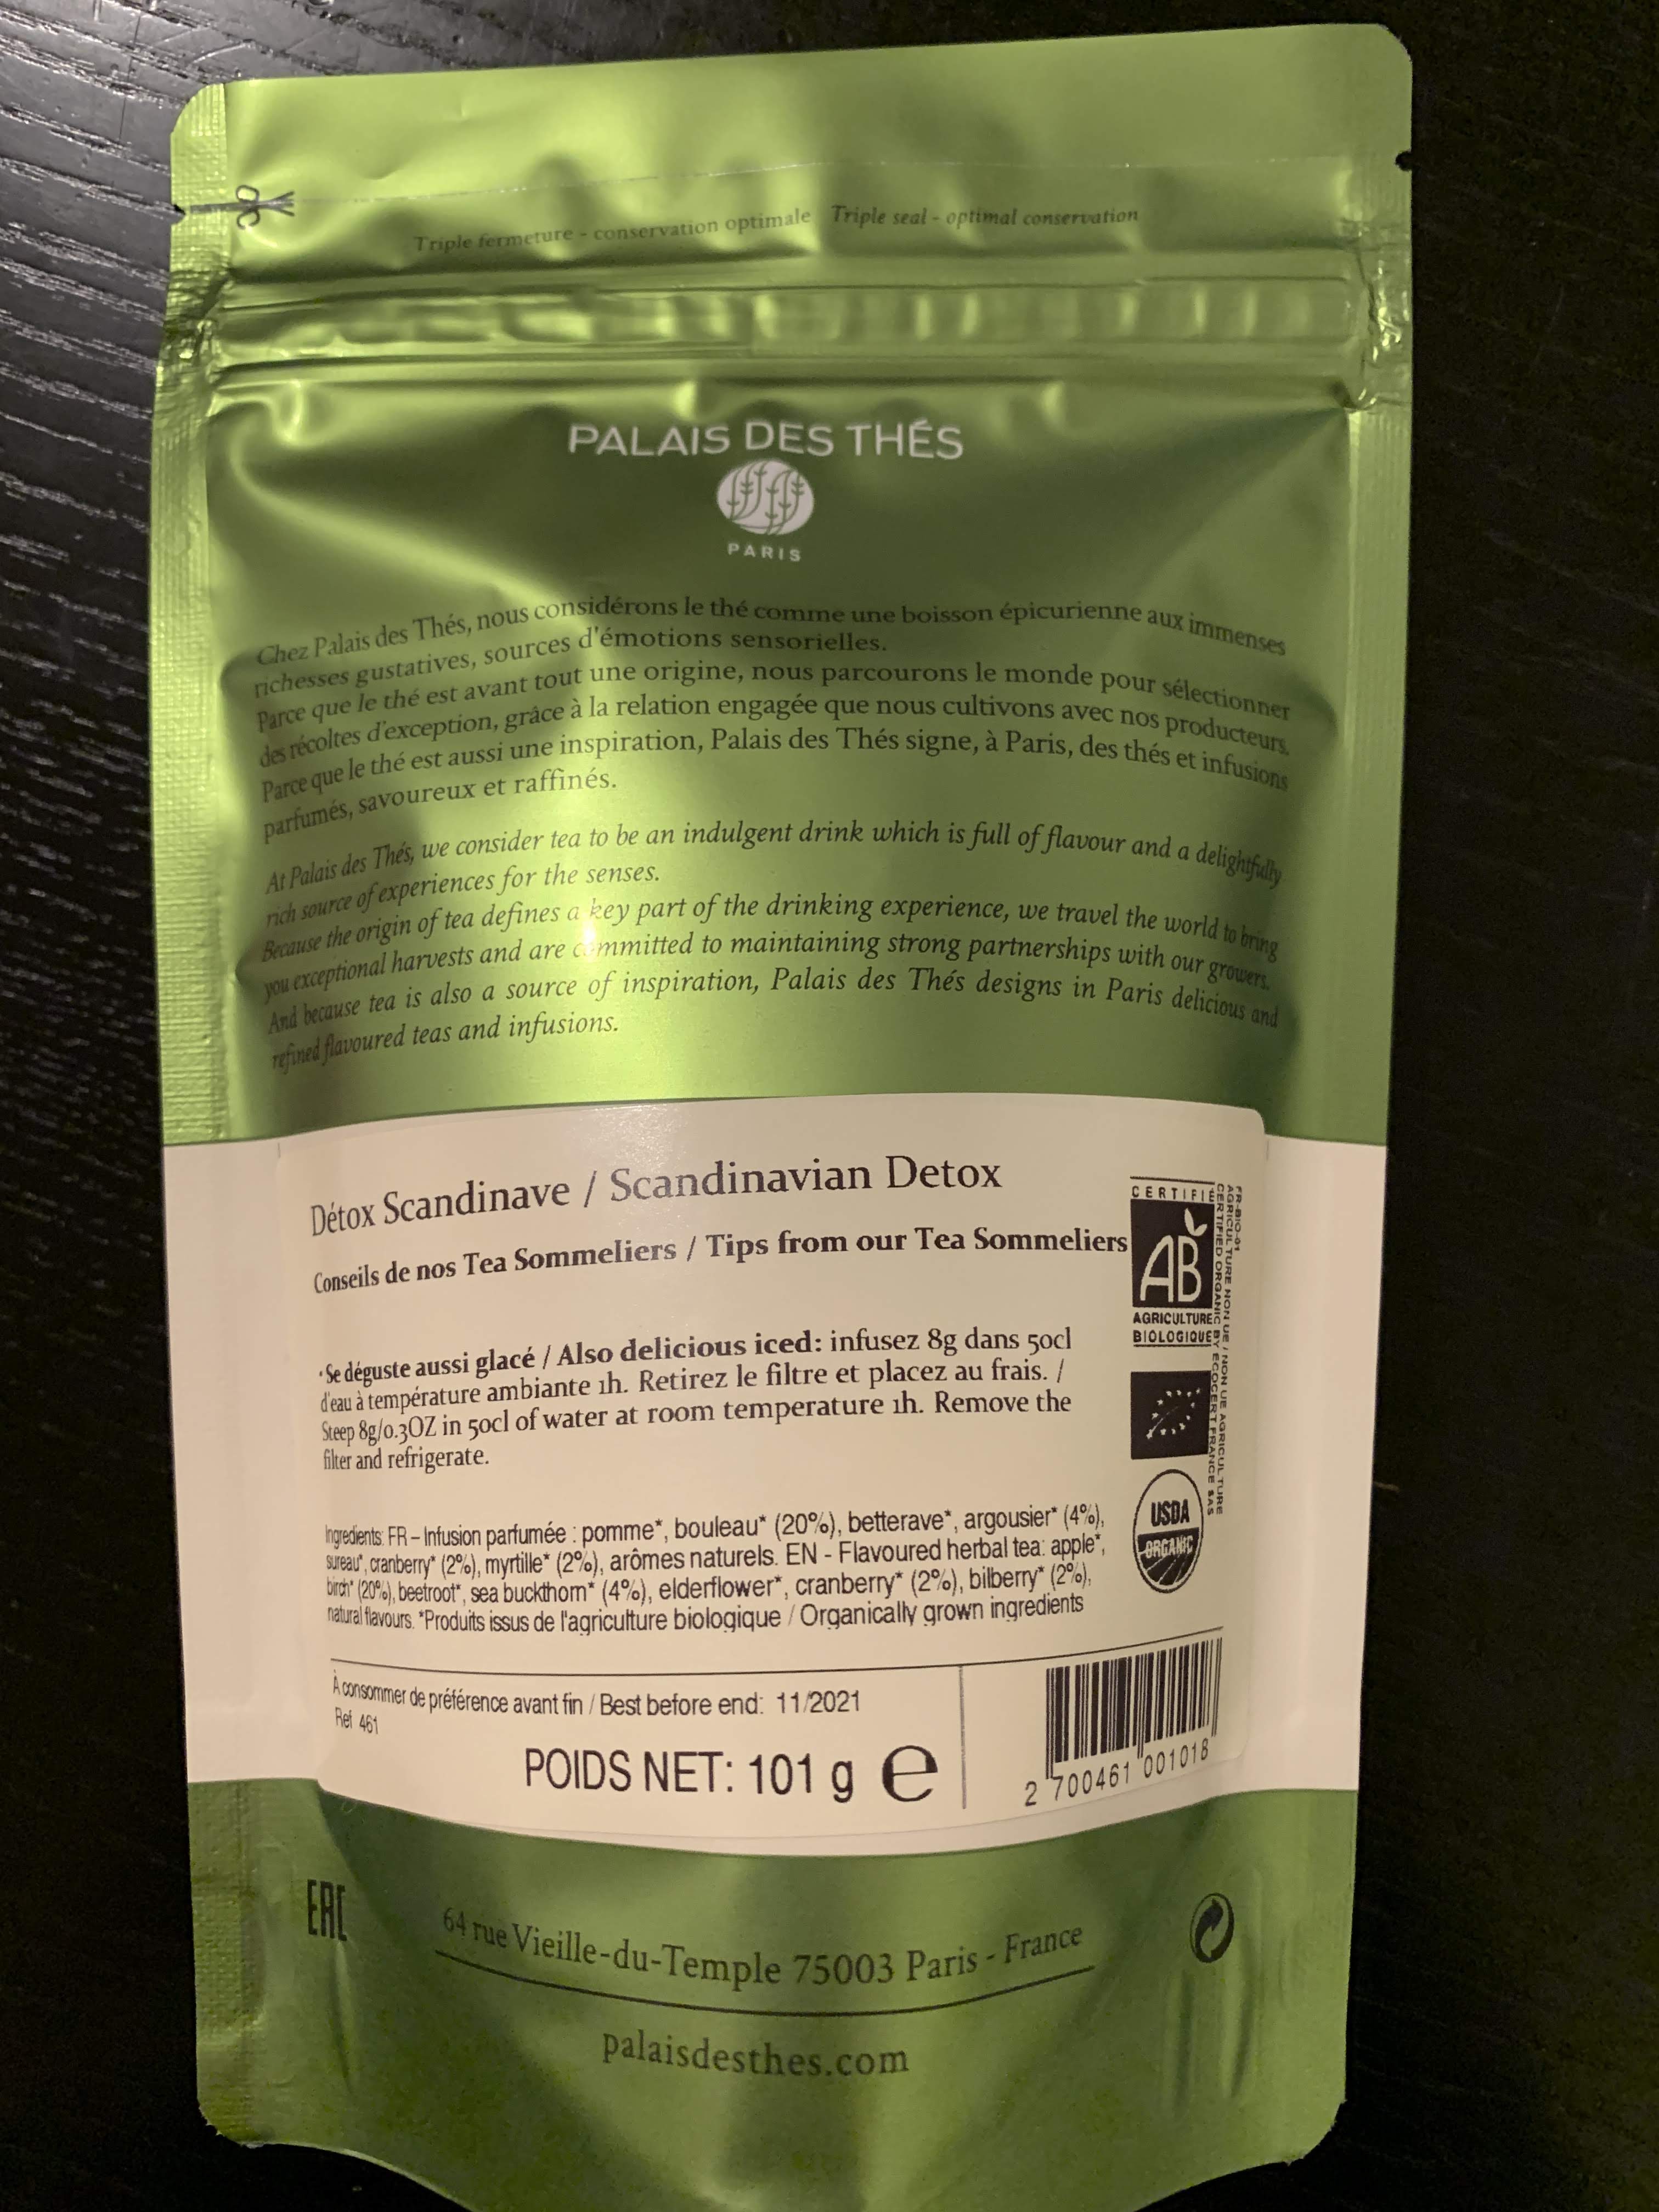 Triple fermeture - conservation optimale Triple seal - optimal conservation
PALAIS DES THÉS
PARIS
Chez Palais des Thés, nous considérons le thé comme une boisson épicurienne aux immenses
richesses gustatives, sources d'émotions sensorielles.
Parce que le thé est avant tout une origine, nous parcourons le monde pour sélectionner
des récoltes d'exception, grâce à la relation engagée que nous cultivons avec nos producteurs.
Parce que le thé est aussi une inspiration, Palais des Thés signe, à Paris, des thés et infusions
parfumés, savoureux et raffinés.
At Palais des Thés, we consider tea to be an indulgent drink which is full of flavour and a delightfully
rich source of experiences for the senses.
Because the origin of tea defines a key part of the drinking experience, we travel the world to bring
you exceptional harvests and are committed to maintaining strong partnerships with our growers.
And because tea is also a source of inspiration, Palais des Thés designs in Paris delicious and
refined flavoured teas and infusions.
Détox Scandinave / Scandinavian Detox
Conseils de nos Tea Sommeliers / Tips from our Tea Sommeliers
• Se déguste aussi glacé / Also delicious iced: infusez 8g dans 50cl
d'eau à température ambiante 1h. Retirez le filtre et placez au frais. /
Steep 8g/0.3OZ in 50cl of water at room temperature 1h. Remove the
filter and refrigerate.
Ingredients: FR – Infusion parfumée : pomme*, bouleau* (20%), betterave*, argousier* (4%),
sureau*, cranberry* (2%), myrtille* (2%), arômes naturels. EN - Flavoured herbal tea: apple*,
birch* (20%), beetroot*, sea buckthorn* (4%), elderflower*, cranberry* (2%), bilberry* (2%),
natural flavours. *Produits issus de l'agriculture biologique / Organically grown ingredients
CERTIFIÉ
AB
AGRICULTURE
BIOLOGIQUE
FR-BIO-01
AGRICULTURE NON UE / NON UE AGRICULTURE
CERTIFIED ORGANIC BY ECOCERT FRANCE SAS
USDA
ORGANIC
À consommer de préférence avant fin / Best before end: 11/2021
Ref 461
POIDS NET: 101 g e
2 700461 001018
EAC
64 rue Vieille-du-Temple 75003 Paris - France
palaisdesthes.com